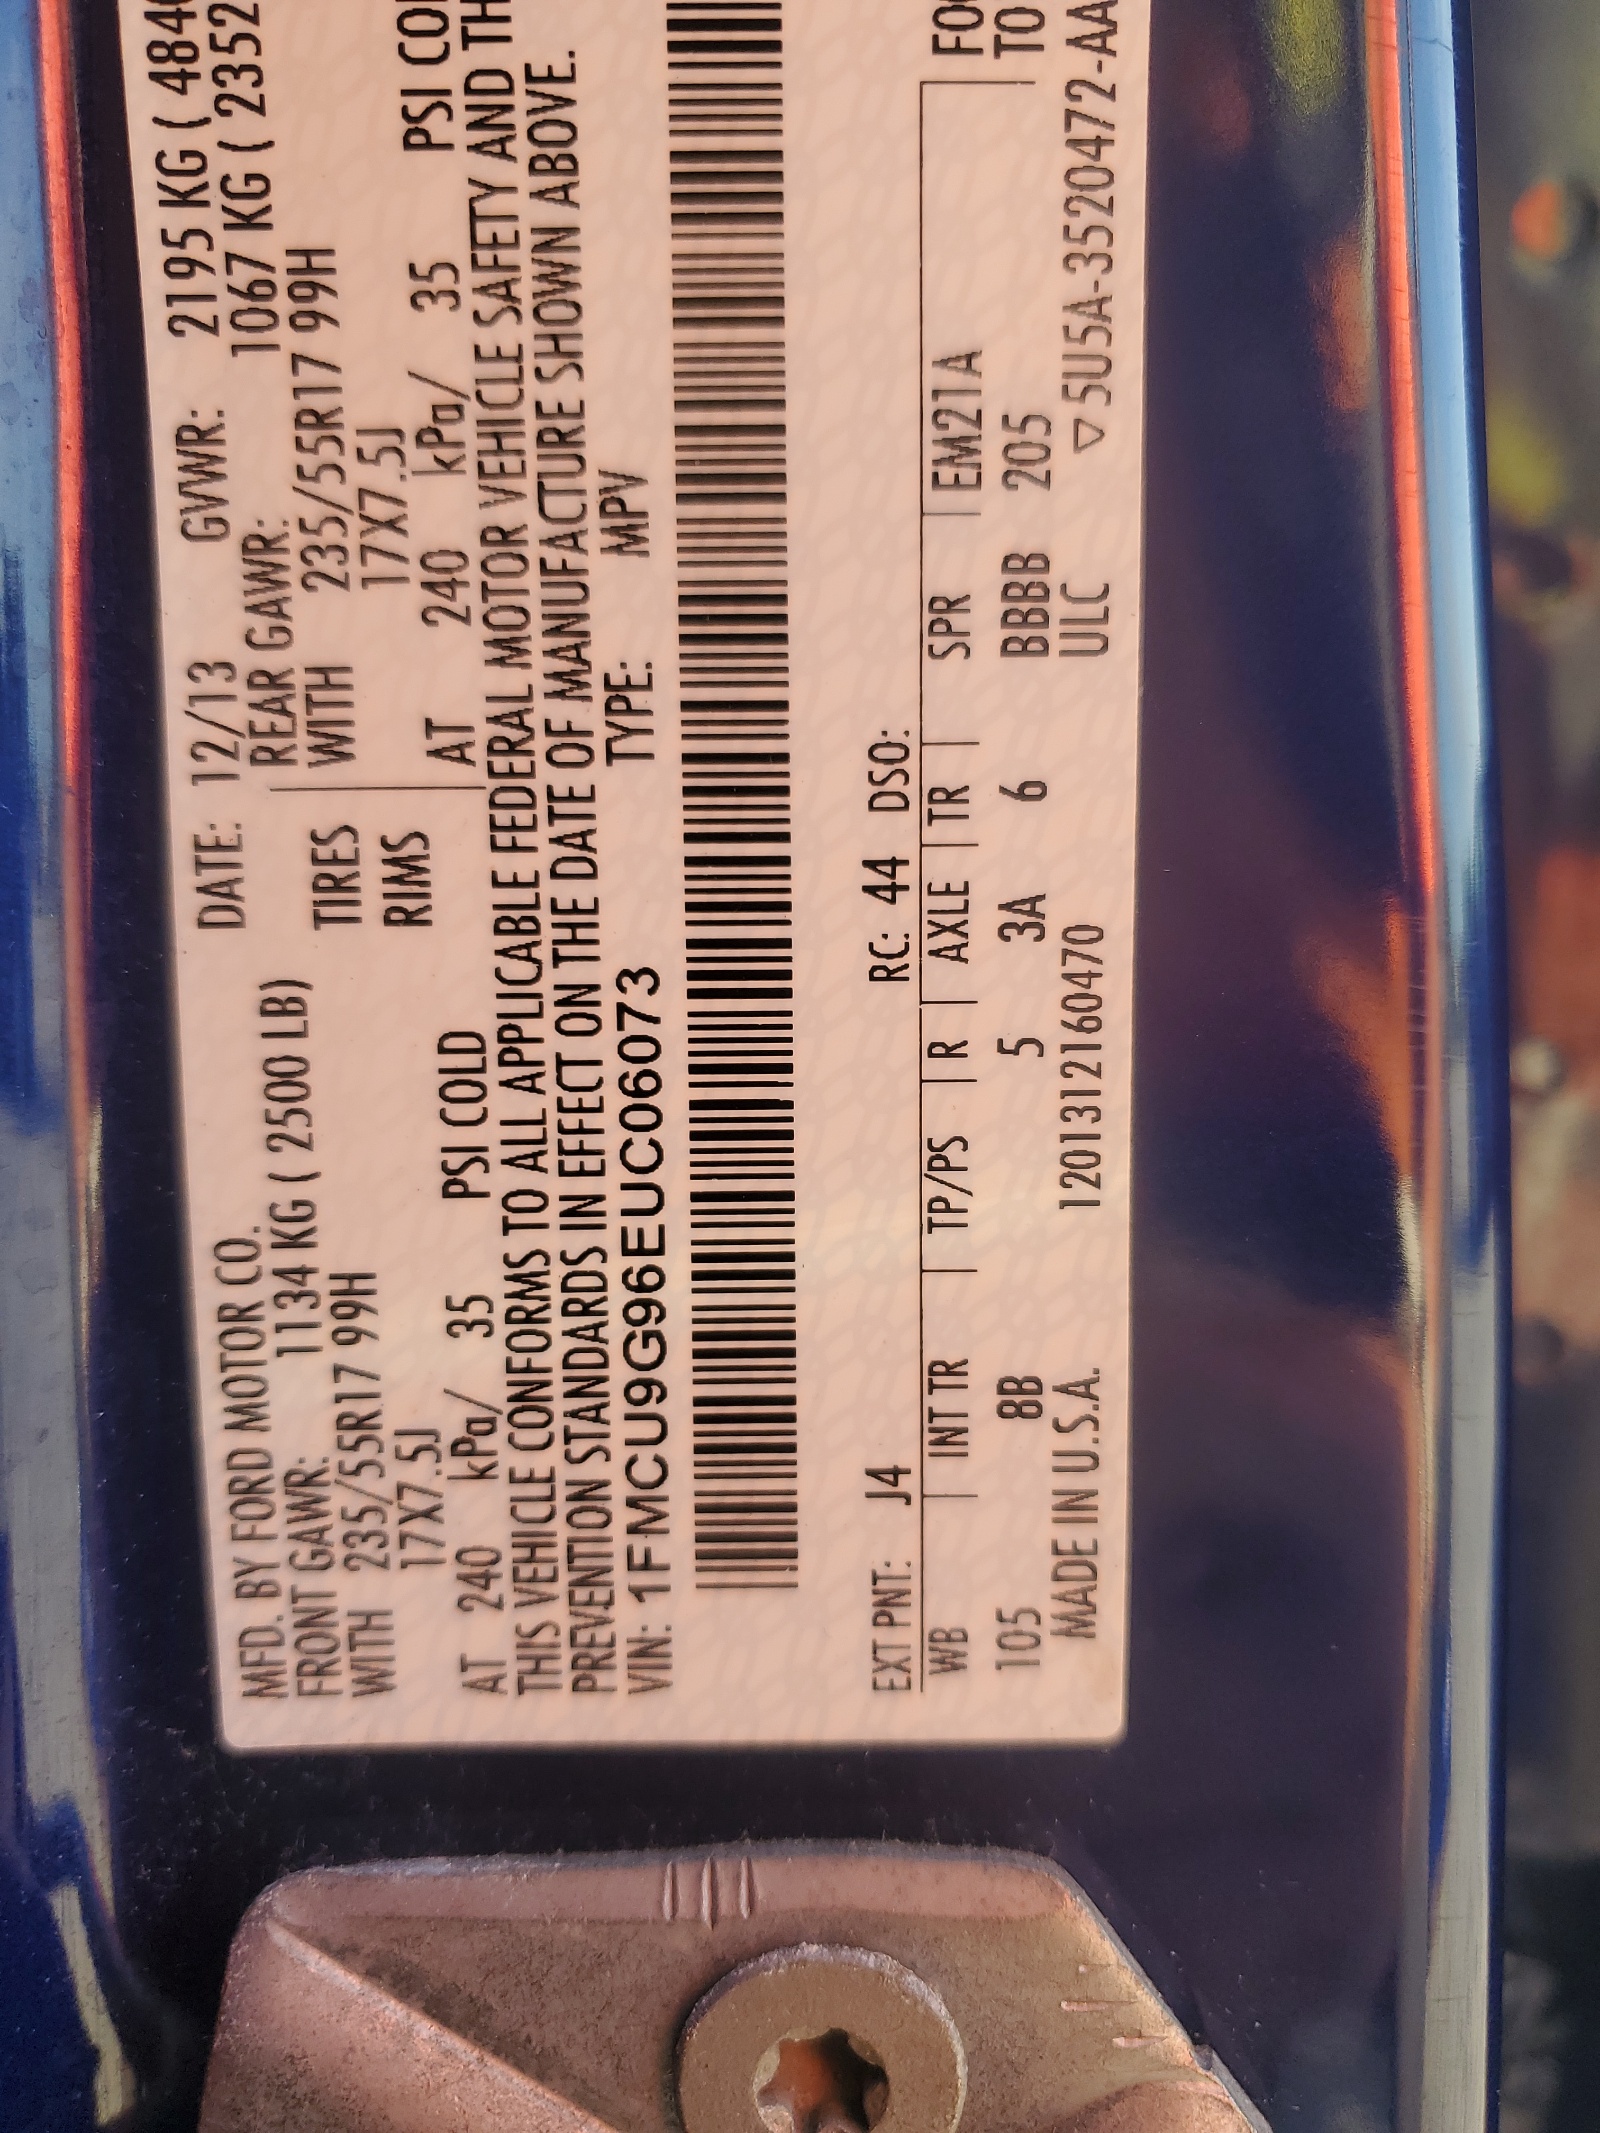 MFD. BY FORD MOTOR CO. DATE: 12/13 GVWR: 2195 KG ( 484
FRONT GAWR: 1134 KG ( 2500 LB) REAR GAWR: 1067 KG ( 2352
WITH 235/55R17 99H TIRES WITH 235/55R17 99H
17X7.5J RIMS 17X7.5J
AT 240 kPa/ 35 PSI COLD AT 240 kPa/ 35 PSI CO
THIS VEHICLE CONFORMS TO ALL APPLICABLE FEDERAL MOTOR VEHICLE SAFETY AND TH
PREVENTION STANDARDS IN EFFECT ON THE DATE OF MANUFACTURE SHOWN ABOVE.
VIN: 1FMCU9G96EUC06073 TYPE: MPV
EXT PNT: J4 RC: 44 DSO:
WB | INT TR | TP/PS | R | AXLE | TR | SPR | EM21A FO
105 8B 5 3A 6 BBBB 205 TO
MADE IN U.S.A. 1201312160470 ULC ▽5U5A-3520472-AA